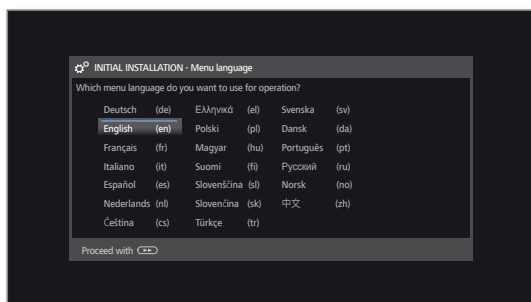 INITIAL INSTALLATION - Menu language
Which menu language do you want to use for operation?
Deutsch (de) Ελληνικά (el) Svenska (sv)
English (en) Polski (pl) Dansk (da)
Français (fr) Magyar (hu) Português (pt)
Italiano (it) Suomi (fi) Русский (ru)
Español (es) Slovenščina (sl) Norsk (no)
Nederlands (nl) Slovenčina (sk) 中文 (zh)
Čeština (cs) Türkçe (tr)
Proceed with